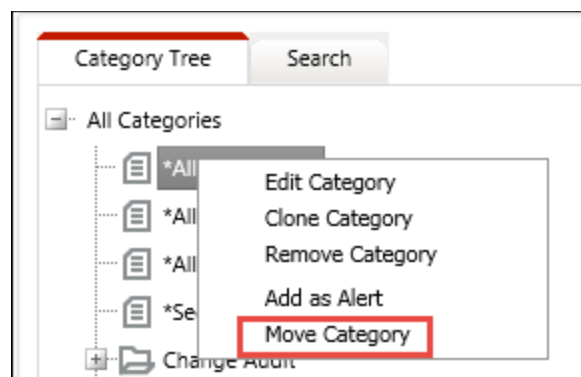 Category Tree
Search
All Categories
*All
Edit Category
*All
Clone Category
*All
Remove Category
Add as Alert
Move Category
Change Audit